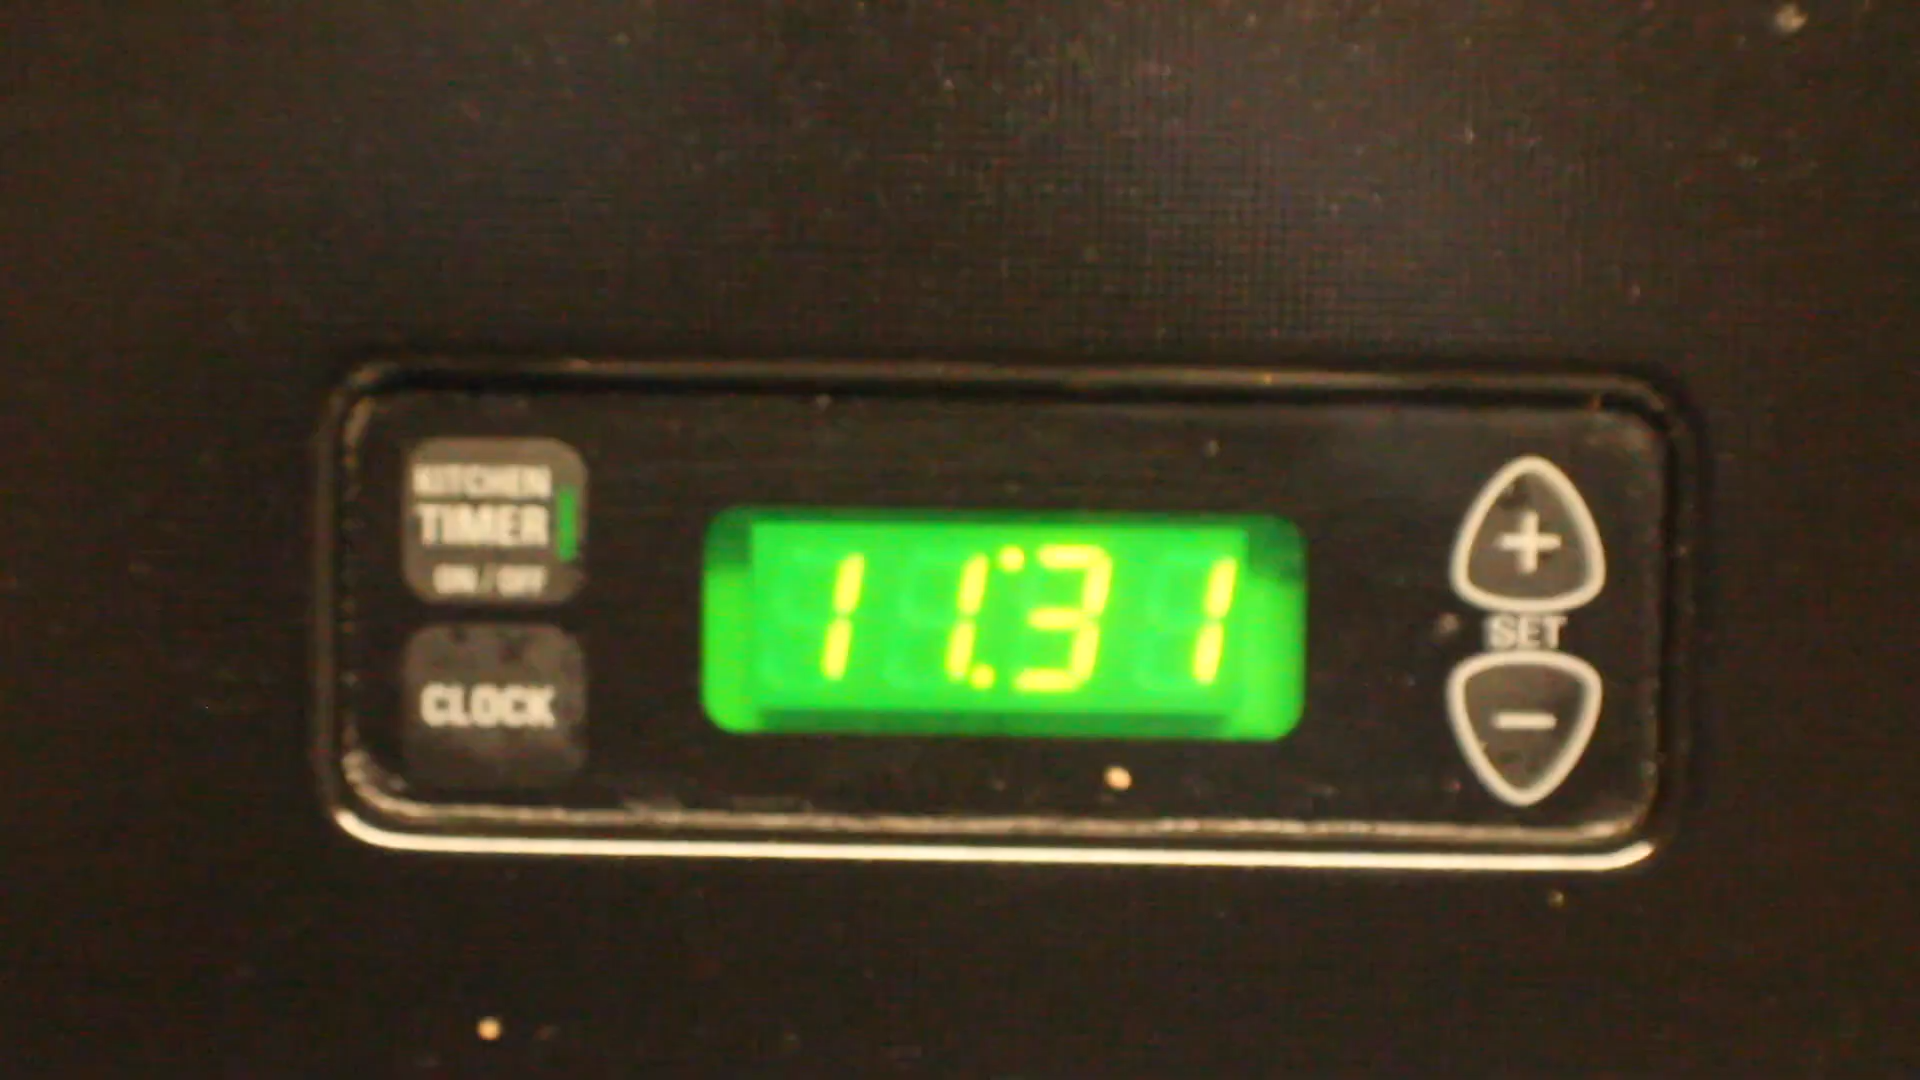 KITCHEN
TIMER
ON / OFF
CLOCK
11:31
+
SET
−